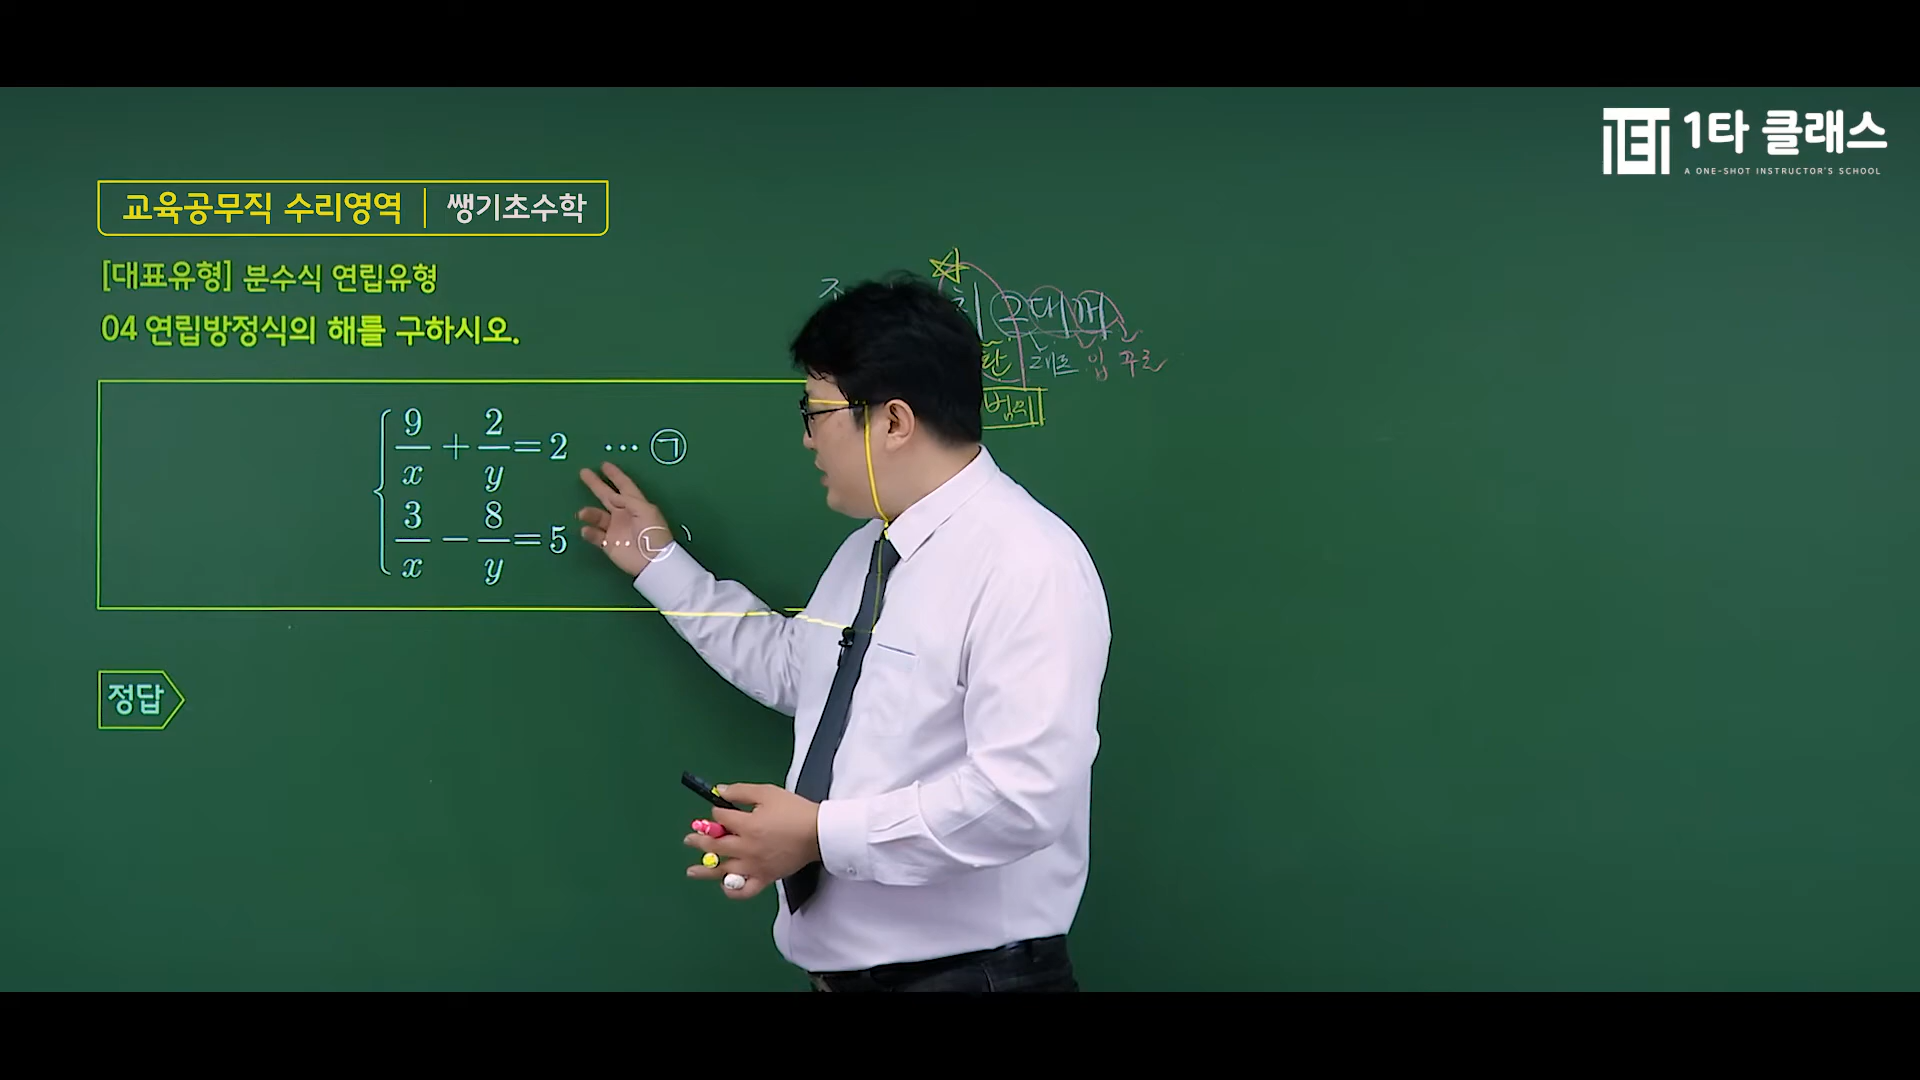 1타 클래스
A ONE-SHOT INSTRUCTOR'S SCHOOL
교육공무직 수리영역 | 쌩기초수학
[대표유형] 분수식 연립유형
04 연립방정식의 해를 구하시오.
9/x + 2/y = 2 ⋯ ㉠
3/x − 8/y = 5 ⋯ ㉡
정답